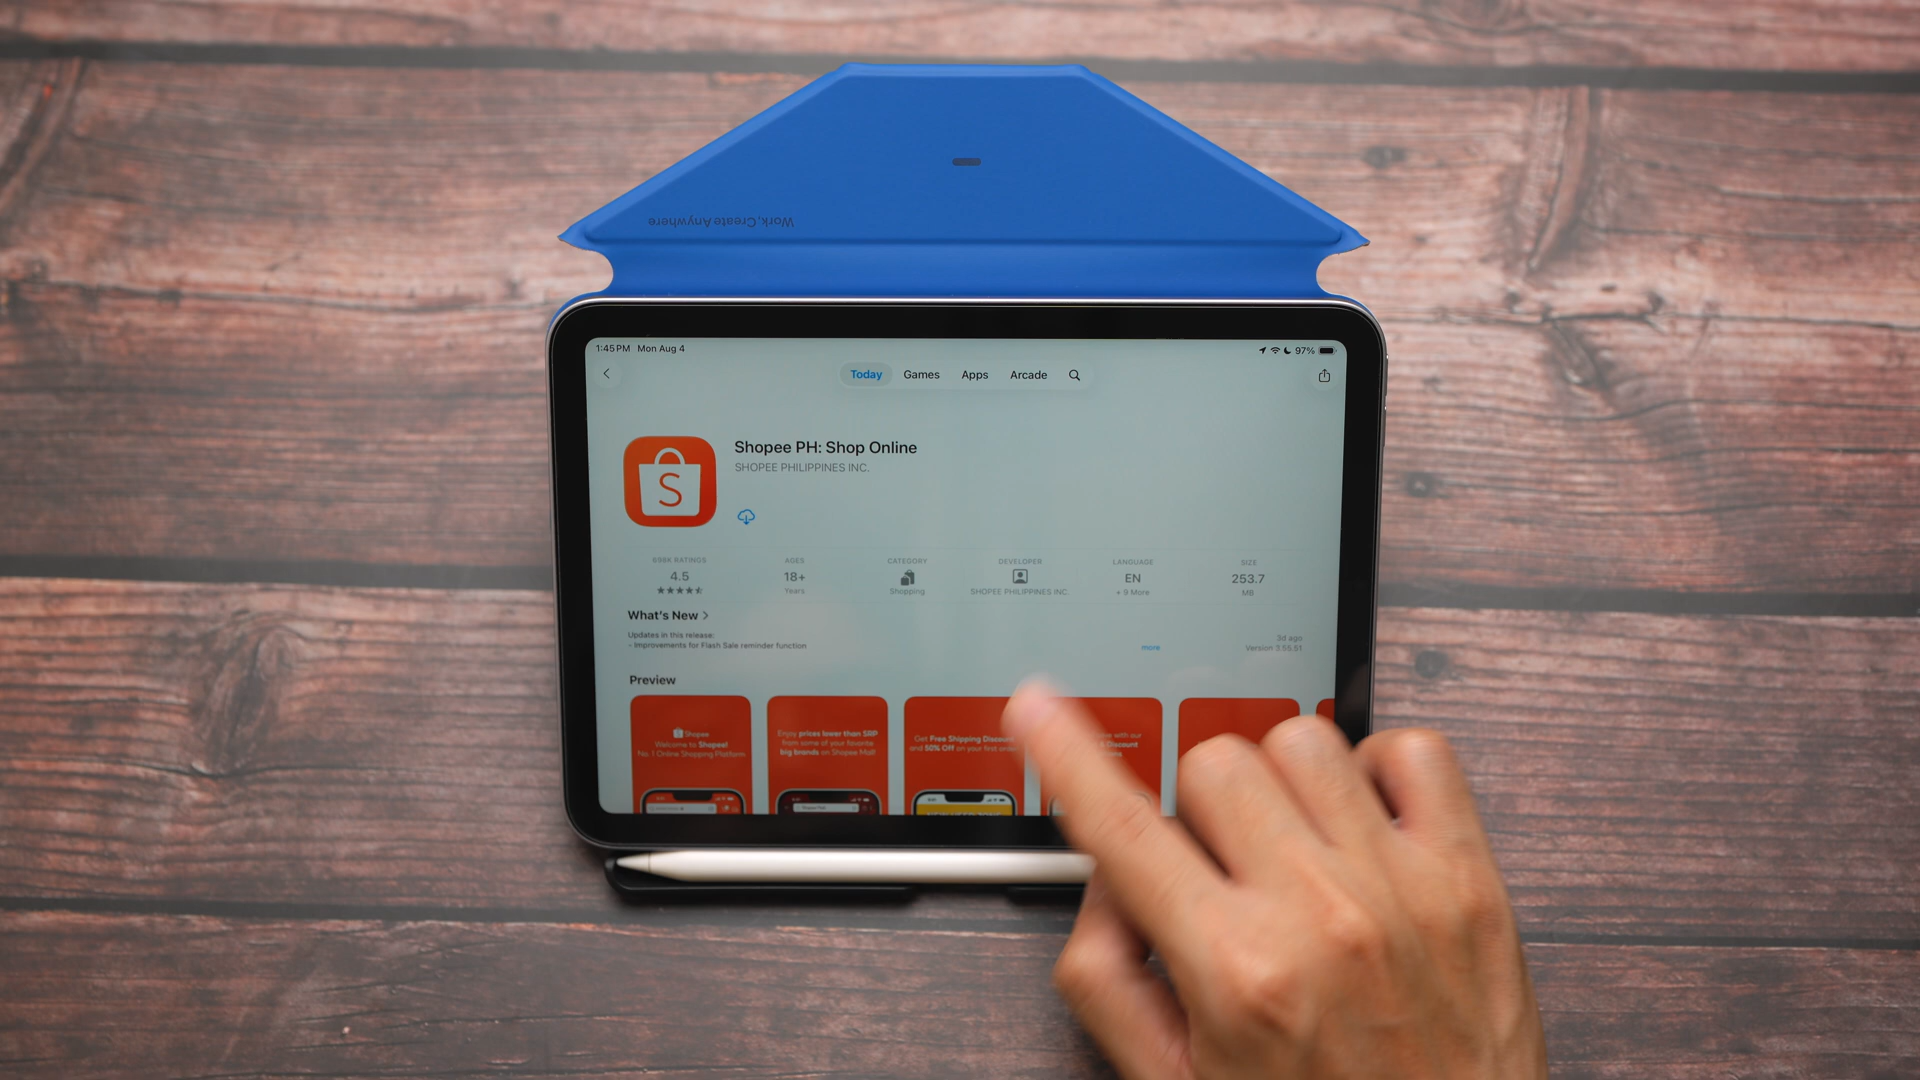 Work, Create Anywhere
1:45 PM Mon Aug 4
97%
Today Games Apps Arcade
Shopee PH: Shop Online
SHOPEE PHILIPPINES INC.
S
RATINGS AGES CATEGORY DEVELOPER LANGUAGE SIZE
4.5 18+ EN 253.7
Years Shopping SHOPEE PHILIPPINES INC. + 9 More MB
What's New
Updates in this release: 3d ago
- Improvements for Flash Sale reminder function more Version 3.55.51
Preview
Shopee
Welcome to Shopee!
No. 1 Online Shopping Platform
Enjoy prices lower than SRP
from some of your favorite
big brands on Shopee Mall!
Get Free Shipping Discount
and 50% Off on your first order
with our
Discount